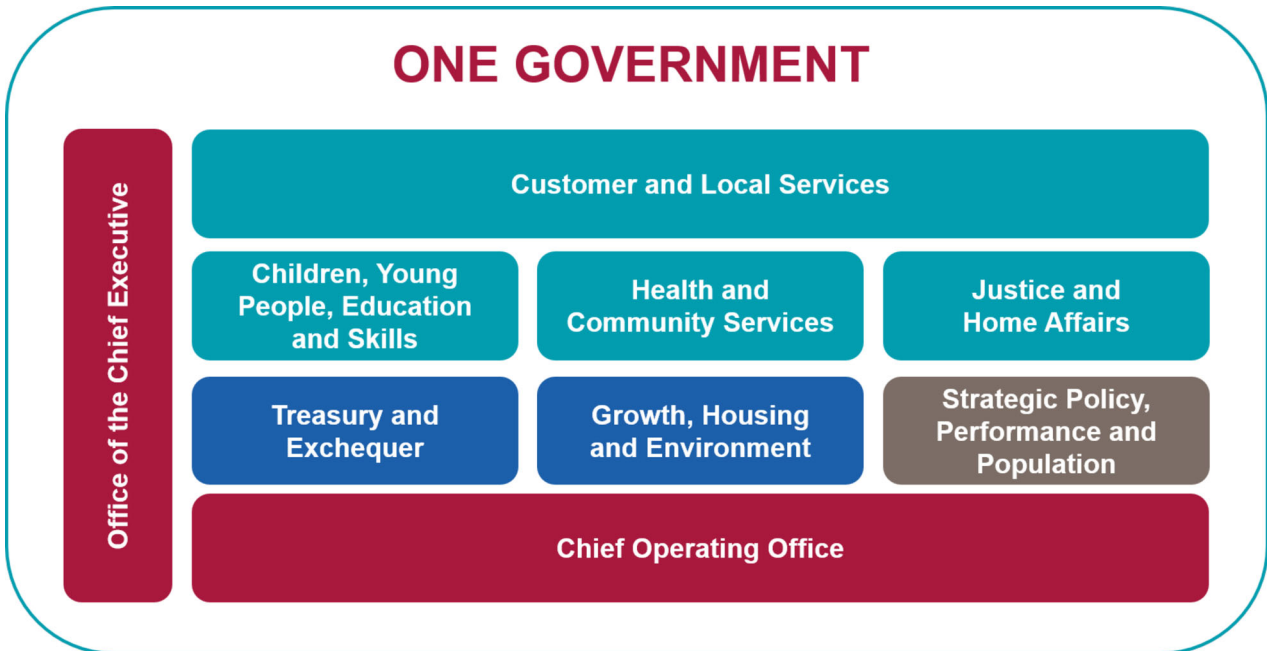 ONE GOVERNMENT
Office of the Chief Executive
Customer and Local Services
Children, Young
People, Education
and Skills
Health and
Community Services
Justice and
Home Affairs
Treasury and
Exchequer
Growth, Housing
and Environment
Strategic Policy,
Performance and
Population
Chief Operating Office